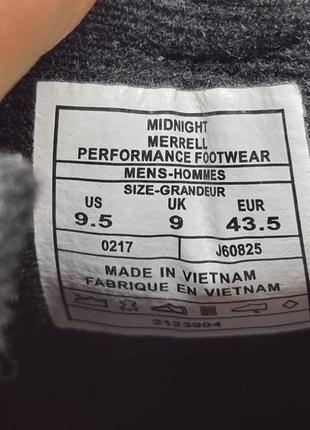 MIDNIGHT
MERRELL
PERFORMANCE FOOTWEAR
MENS-HOMMES
SIZE-GRANDEUR
US UK EUR
9.5 9 43.5
0217 J60825
MADE IN VIETNAM
FABRIQUE EN VIETNAM
2123904